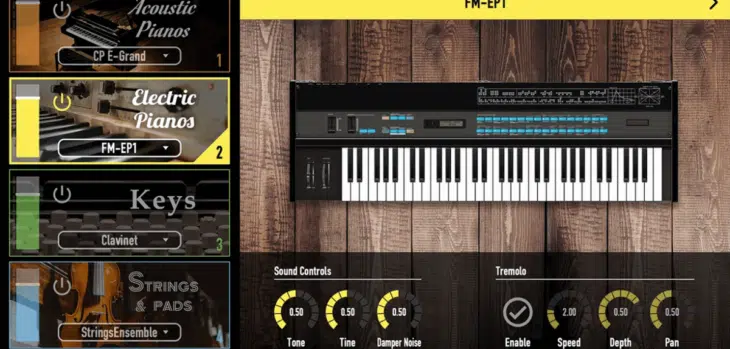 Acoustic
Pianos
CP E-Grand
1
Electric
Pianos
FM-EP1
2
Keys
Clavinet
3
Strings
& pads
StringsEnsemble
FM-EP1
Sound Controls
0.50
0.50
0.50
Tone
Tine
Damper Noise
Tremolo
2.00
0.50
0.50
Enable
Speed
Depth
Pan